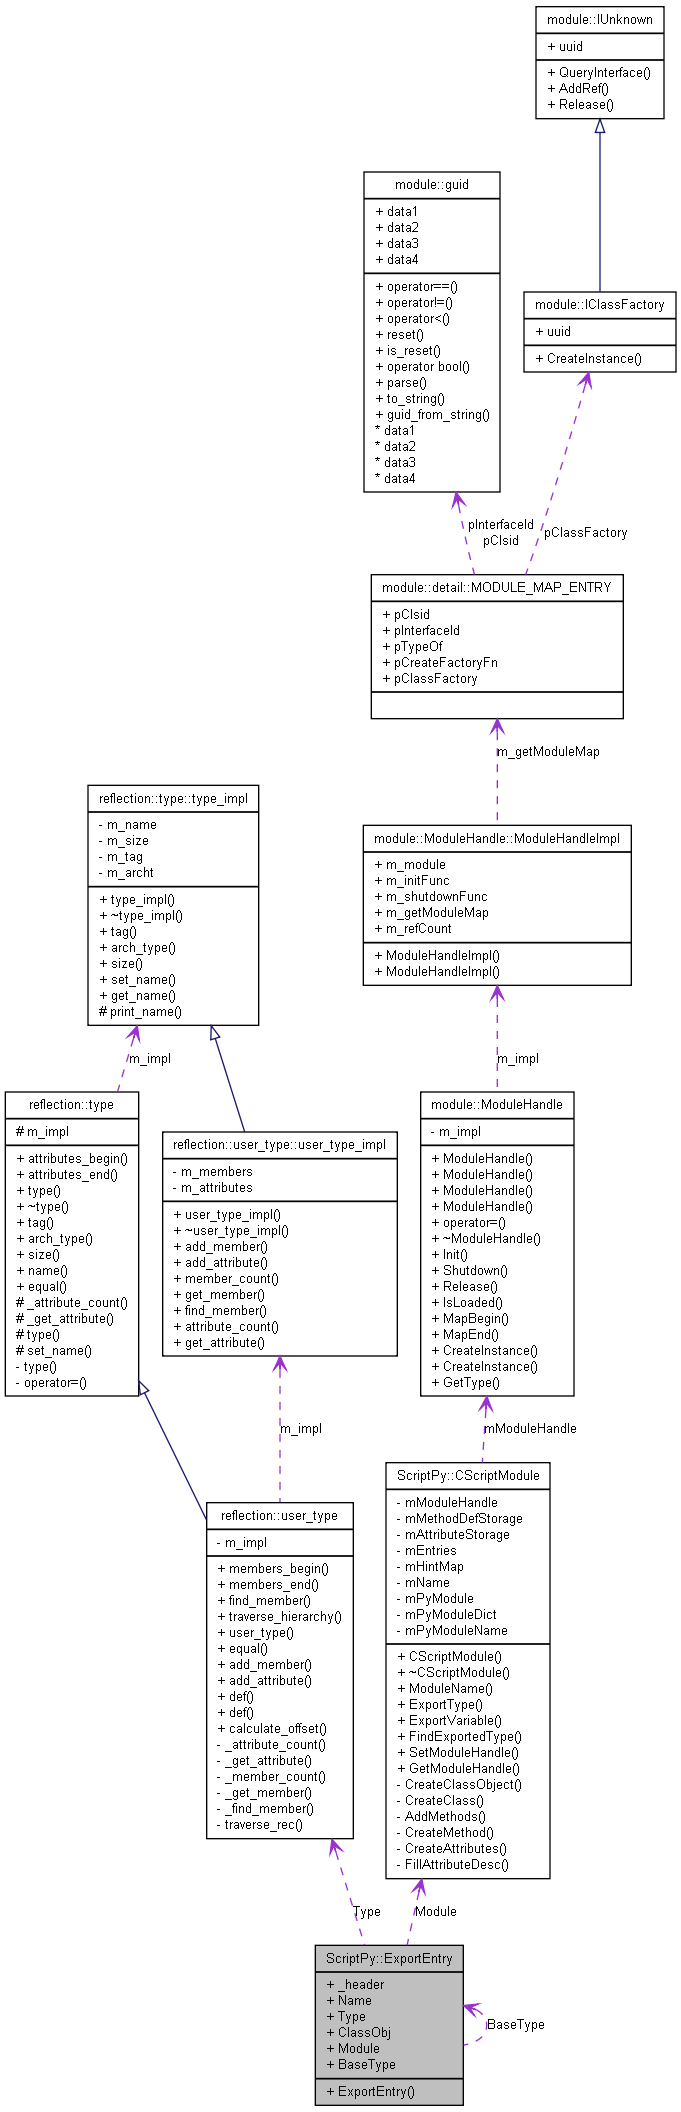 module::IUnknown
+ uuid
+ QueryInterface()
+ AddRef()
+ Release()
module::guid
+ data1
+ data2
+ data3
+ data4
+ operator==()
+ operator!=()
+ operator<()
+ reset()
+ is_reset()
+ operator bool()
+ parse()
+ to_string()
+ guid_from_string()
* data1
* data2
* data3
* data4
module::IClassFactory
+ uuid
+ CreateInstance()
pInterfaceId
pClsid
pClassFactory
module::detail::MODULE_MAP_ENTRY
+ pClsid
+ pInterfaceId
+ pTypeOf
+ pCreateFactoryFn
+ pClassFactory
m_getModuleMap
reflection::type::type_impl
- m_name
- m_size
- m_tag
- m_archt
+ type_impl()
+ ~type_impl()
+ tag()
+ arch_type()
+ size()
+ set_name()
+ get_name()
# print_name()
module::ModuleHandle::ModuleHandleImpl
+ m_module
+ m_initFunc
+ m_shutdownFunc
+ m_getModuleMap
+ m_refCount
+ ModuleHandleImpl()
+ ModuleHandleImpl()
m_impl
m_impl
reflection::type
# m_impl
+ attributes_begin()
+ attributes_end()
+ type()
+ ~type()
+ tag()
+ arch_type()
+ size()
+ name()
+ equal()
# _attribute_count()
# _get_attribute()
# type()
# set_name()
- type()
- operator=()
reflection::user_type::user_type_impl
- m_members
- m_attributes
+ user_type_impl()
+ ~user_type_impl()
+ add_member()
+ add_attribute()
+ member_count()
+ get_member()
+ find_member()
+ attribute_count()
+ get_attribute()
module::ModuleHandle
- m_impl
+ ModuleHandle()
+ ModuleHandle()
+ ModuleHandle()
+ ModuleHandle()
+ operator=()
+ ~ModuleHandle()
+ Init()
+ Shutdown()
+ Release()
+ IsLoaded()
+ MapBegin()
+ MapEnd()
+ CreateInstance()
+ CreateInstance()
+ GetType()
m_impl
mModuleHandle
reflection::user_type
- m_impl
+ members_begin()
+ members_end()
+ find_member()
+ traverse_hierarchy()
+ user_type()
+ equal()
+ add_member()
+ add_attribute()
+ def()
+ def()
+ calculate_offset()
- _attribute_count()
- _get_attribute()
- _member_count()
- _get_member()
- _find_member()
- traverse_rec()
ScriptPy::CScriptModule
- mModuleHandle
- mMethodDefStorage
- mAttributeStorage
- mEntries
- mHintMap
- mName
- mPyModule
- mPyModuleDict
- mPyModuleName
+ CScriptModule()
+ ~CScriptModule()
+ ModuleName()
+ ExportType()
+ ExportVariable()
+ FindExportedType()
+ SetModuleHandle()
+ GetModuleHandle()
- CreateClassObject()
- CreateClass()
- AddMethods()
- CreateMethod()
- CreateAttributes()
- FillAttributeDesc()
Type
Module
ScriptPy::ExportEntry
+ _header
+ Name
+ Type
+ ClassObj
+ Module
+ BaseType
+ ExportEntry()
BaseType